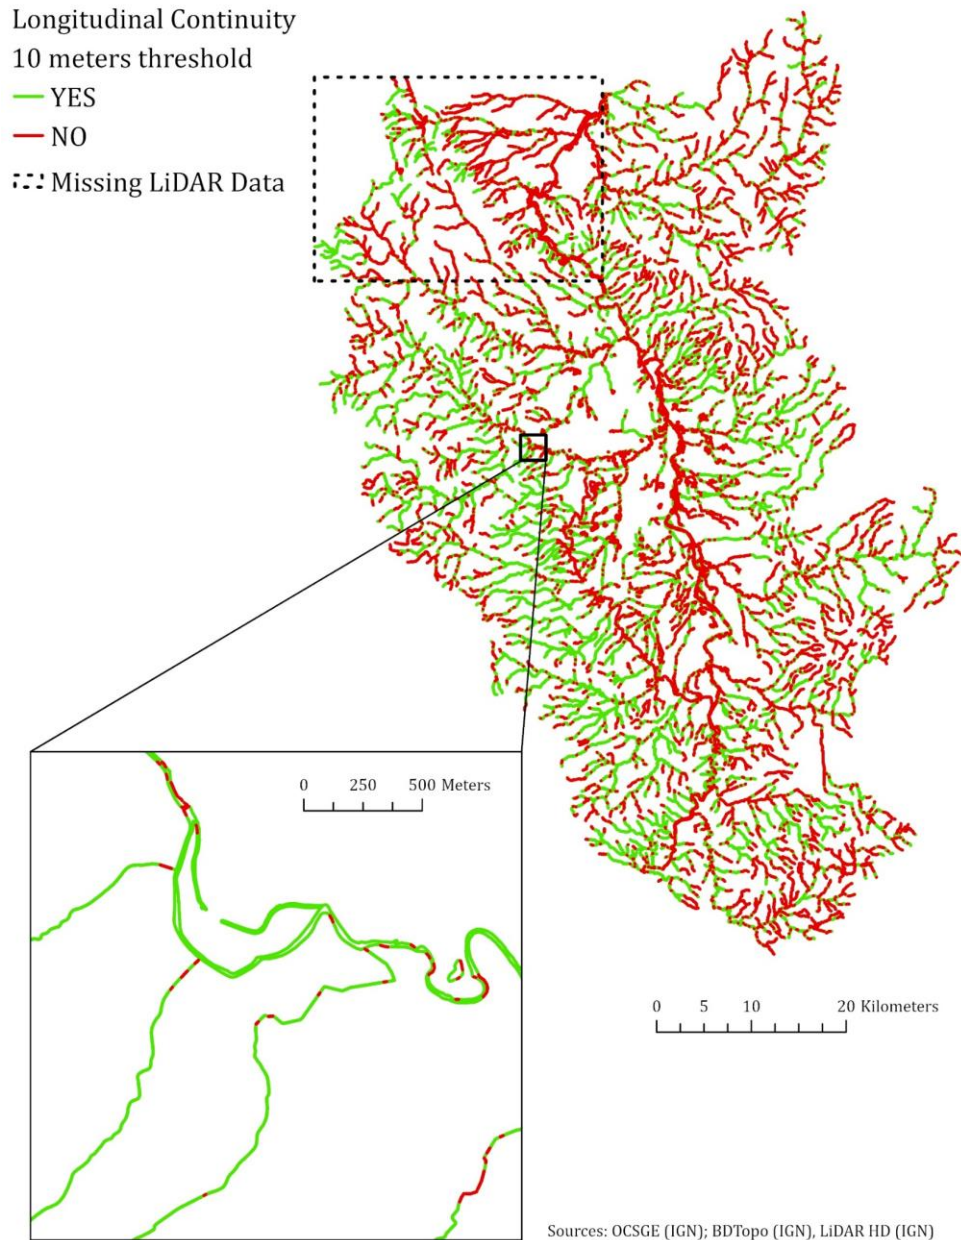 Longitudinal Continuity
10 meters threshold
YES
NO
Missing LiDAR Data
0 250 500 Meters
0 5 10 20 Kilometers
Sources: OCSGE (IGN); BDTopo (IGN), LiDAR HD (IGN)